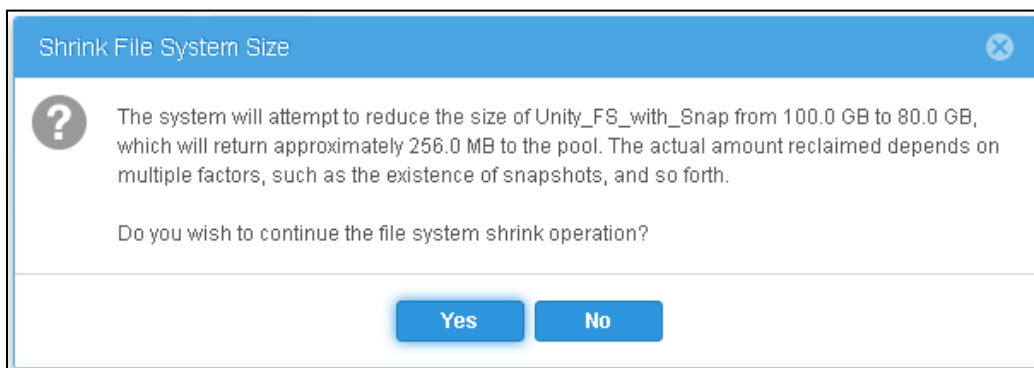 Shrink File System Size
The system will attempt to reduce the size of Unity_FS_with_Snap from 100.0 GB to 80.0 GB,
which will return approximately 256.0 MB to the pool. The actual amount reclaimed depends on
multiple factors, such as the existence of snapshots, and so forth.
Do you wish to continue the file system shrink operation?
Yes No